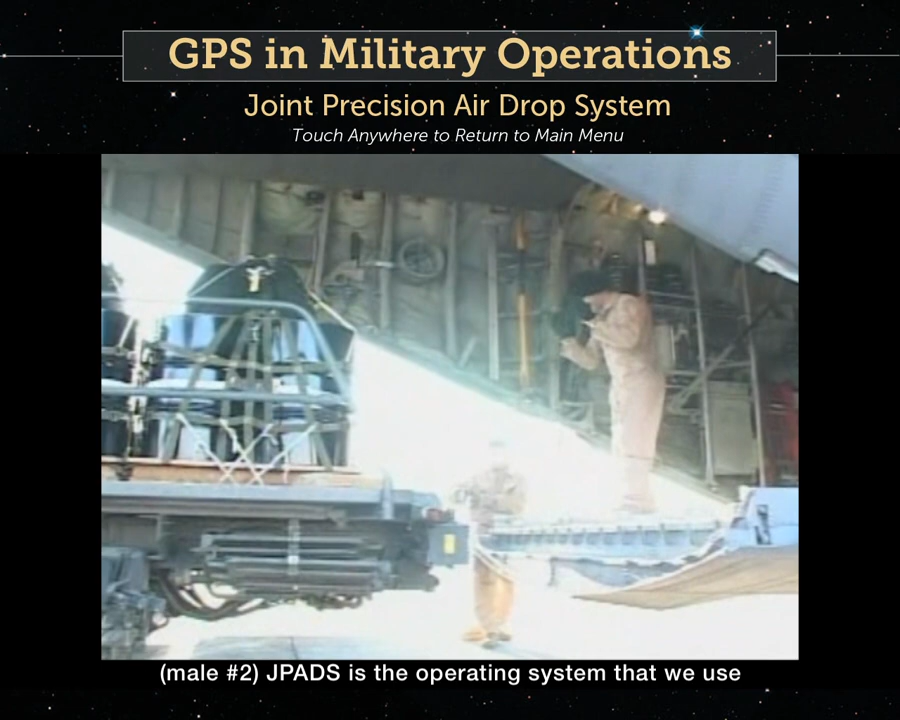 GPS in Military Operations
Joint Precision Air Drop System
Touch Anywhere to Return to Main Menu
(male #2) JPADS is the operating system that we use